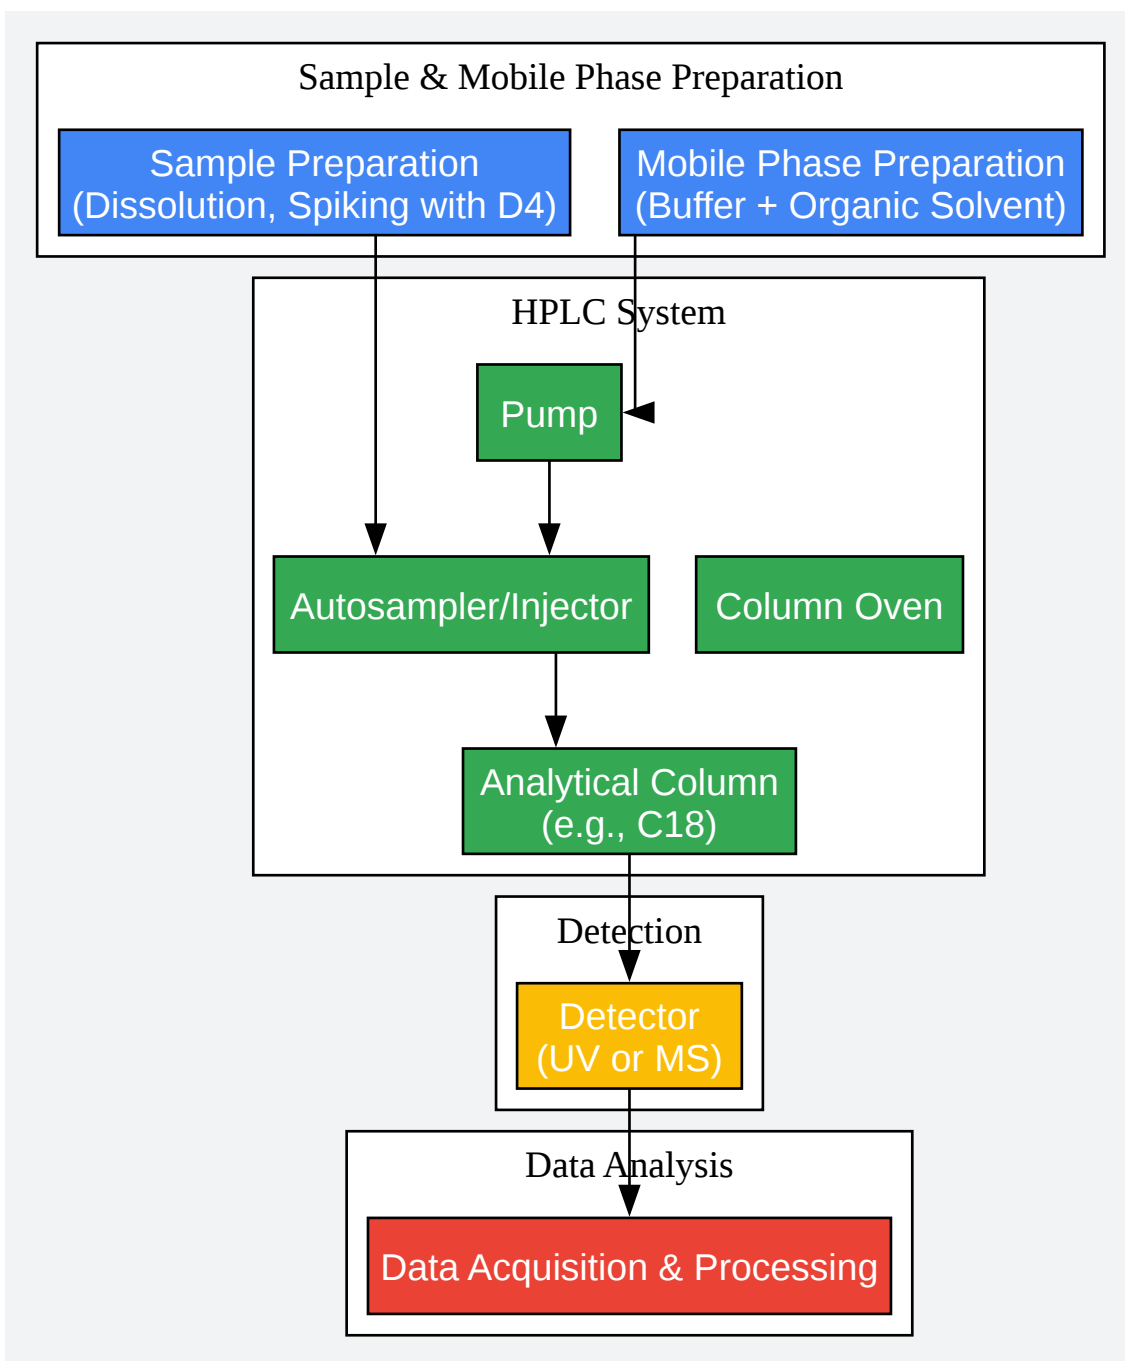 Sample & Mobile Phase Preparation
Sample Preparation
(Dissolution, Spiking with D4)
Mobile Phase Preparation
(Buffer + Organic Solvent)
HPLC System
Pump
Autosampler/Injector
Column Oven
Analytical Column
(e.g., C18)
Detection
Detector
(UV or MS)
Data Analysis
Data Acquisition & Processing